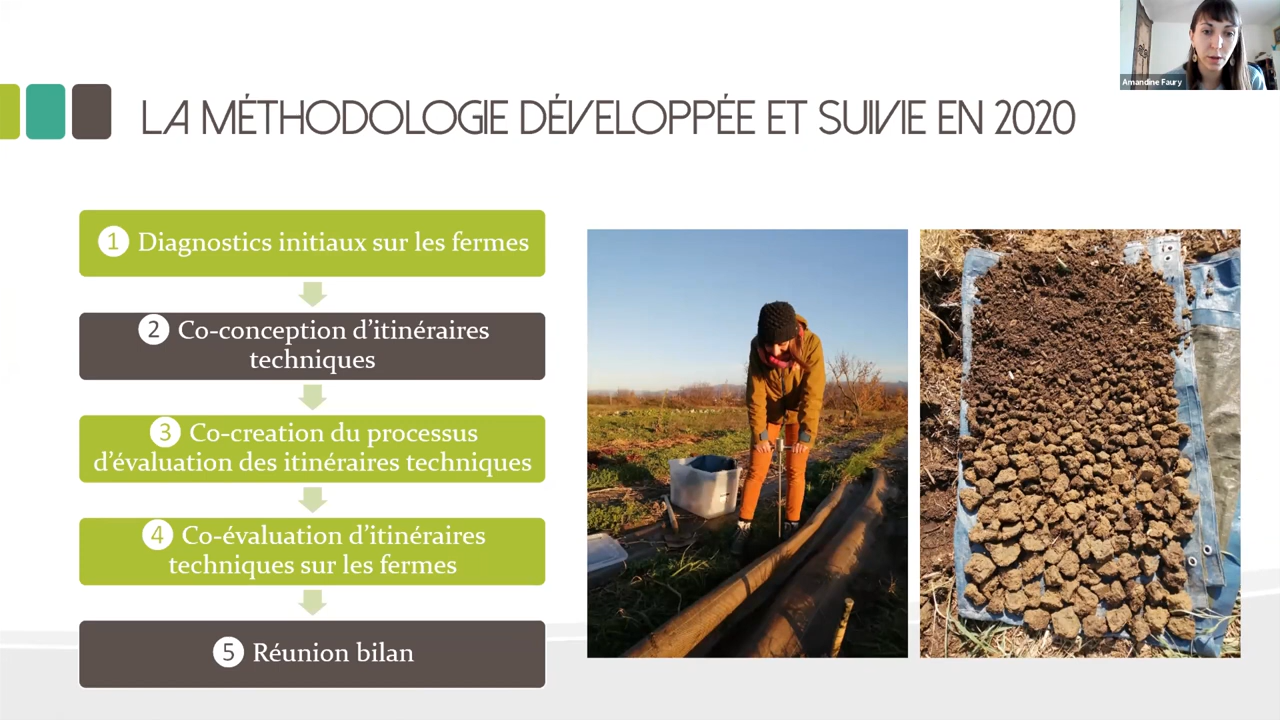 Amandine Faury
LA MÉTHODOLOGIE DÉVELOPPÉE ET SUIVIE EN 2020
1 Diagnostics initiaux sur les fermes
2 Co-conception d'itinéraires
techniques
3 Co-creation du processus
d'évaluation des itinéraires techniques
4 Co-évaluation d'itinéraires
techniques sur les fermes
5 Réunion bilan